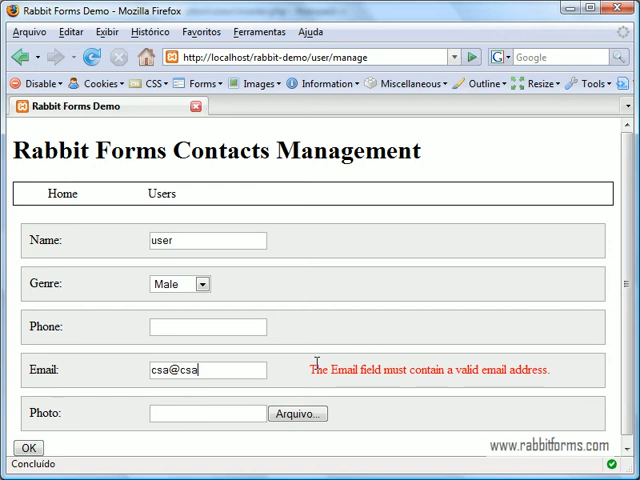 Rabbit Forms Demo - Mozilla Firefox
Arquivo Editar Exibir Histórico Favoritos Ferramentas Ajuda
http://localhost/rabbit-demo/user/manage Google
Disable Cookies CSS Forms Images Information Miscellaneous Outline Resize Tools
Rabbit Forms Demo
Rabbit Forms Contacts Management
Home Users
Name: user
Genre: Male
Phone:
Email: csa@csa The Email field must contain a valid email address.
Photo: Arquivo...
OK
www.rabbitforms.com
Concluído